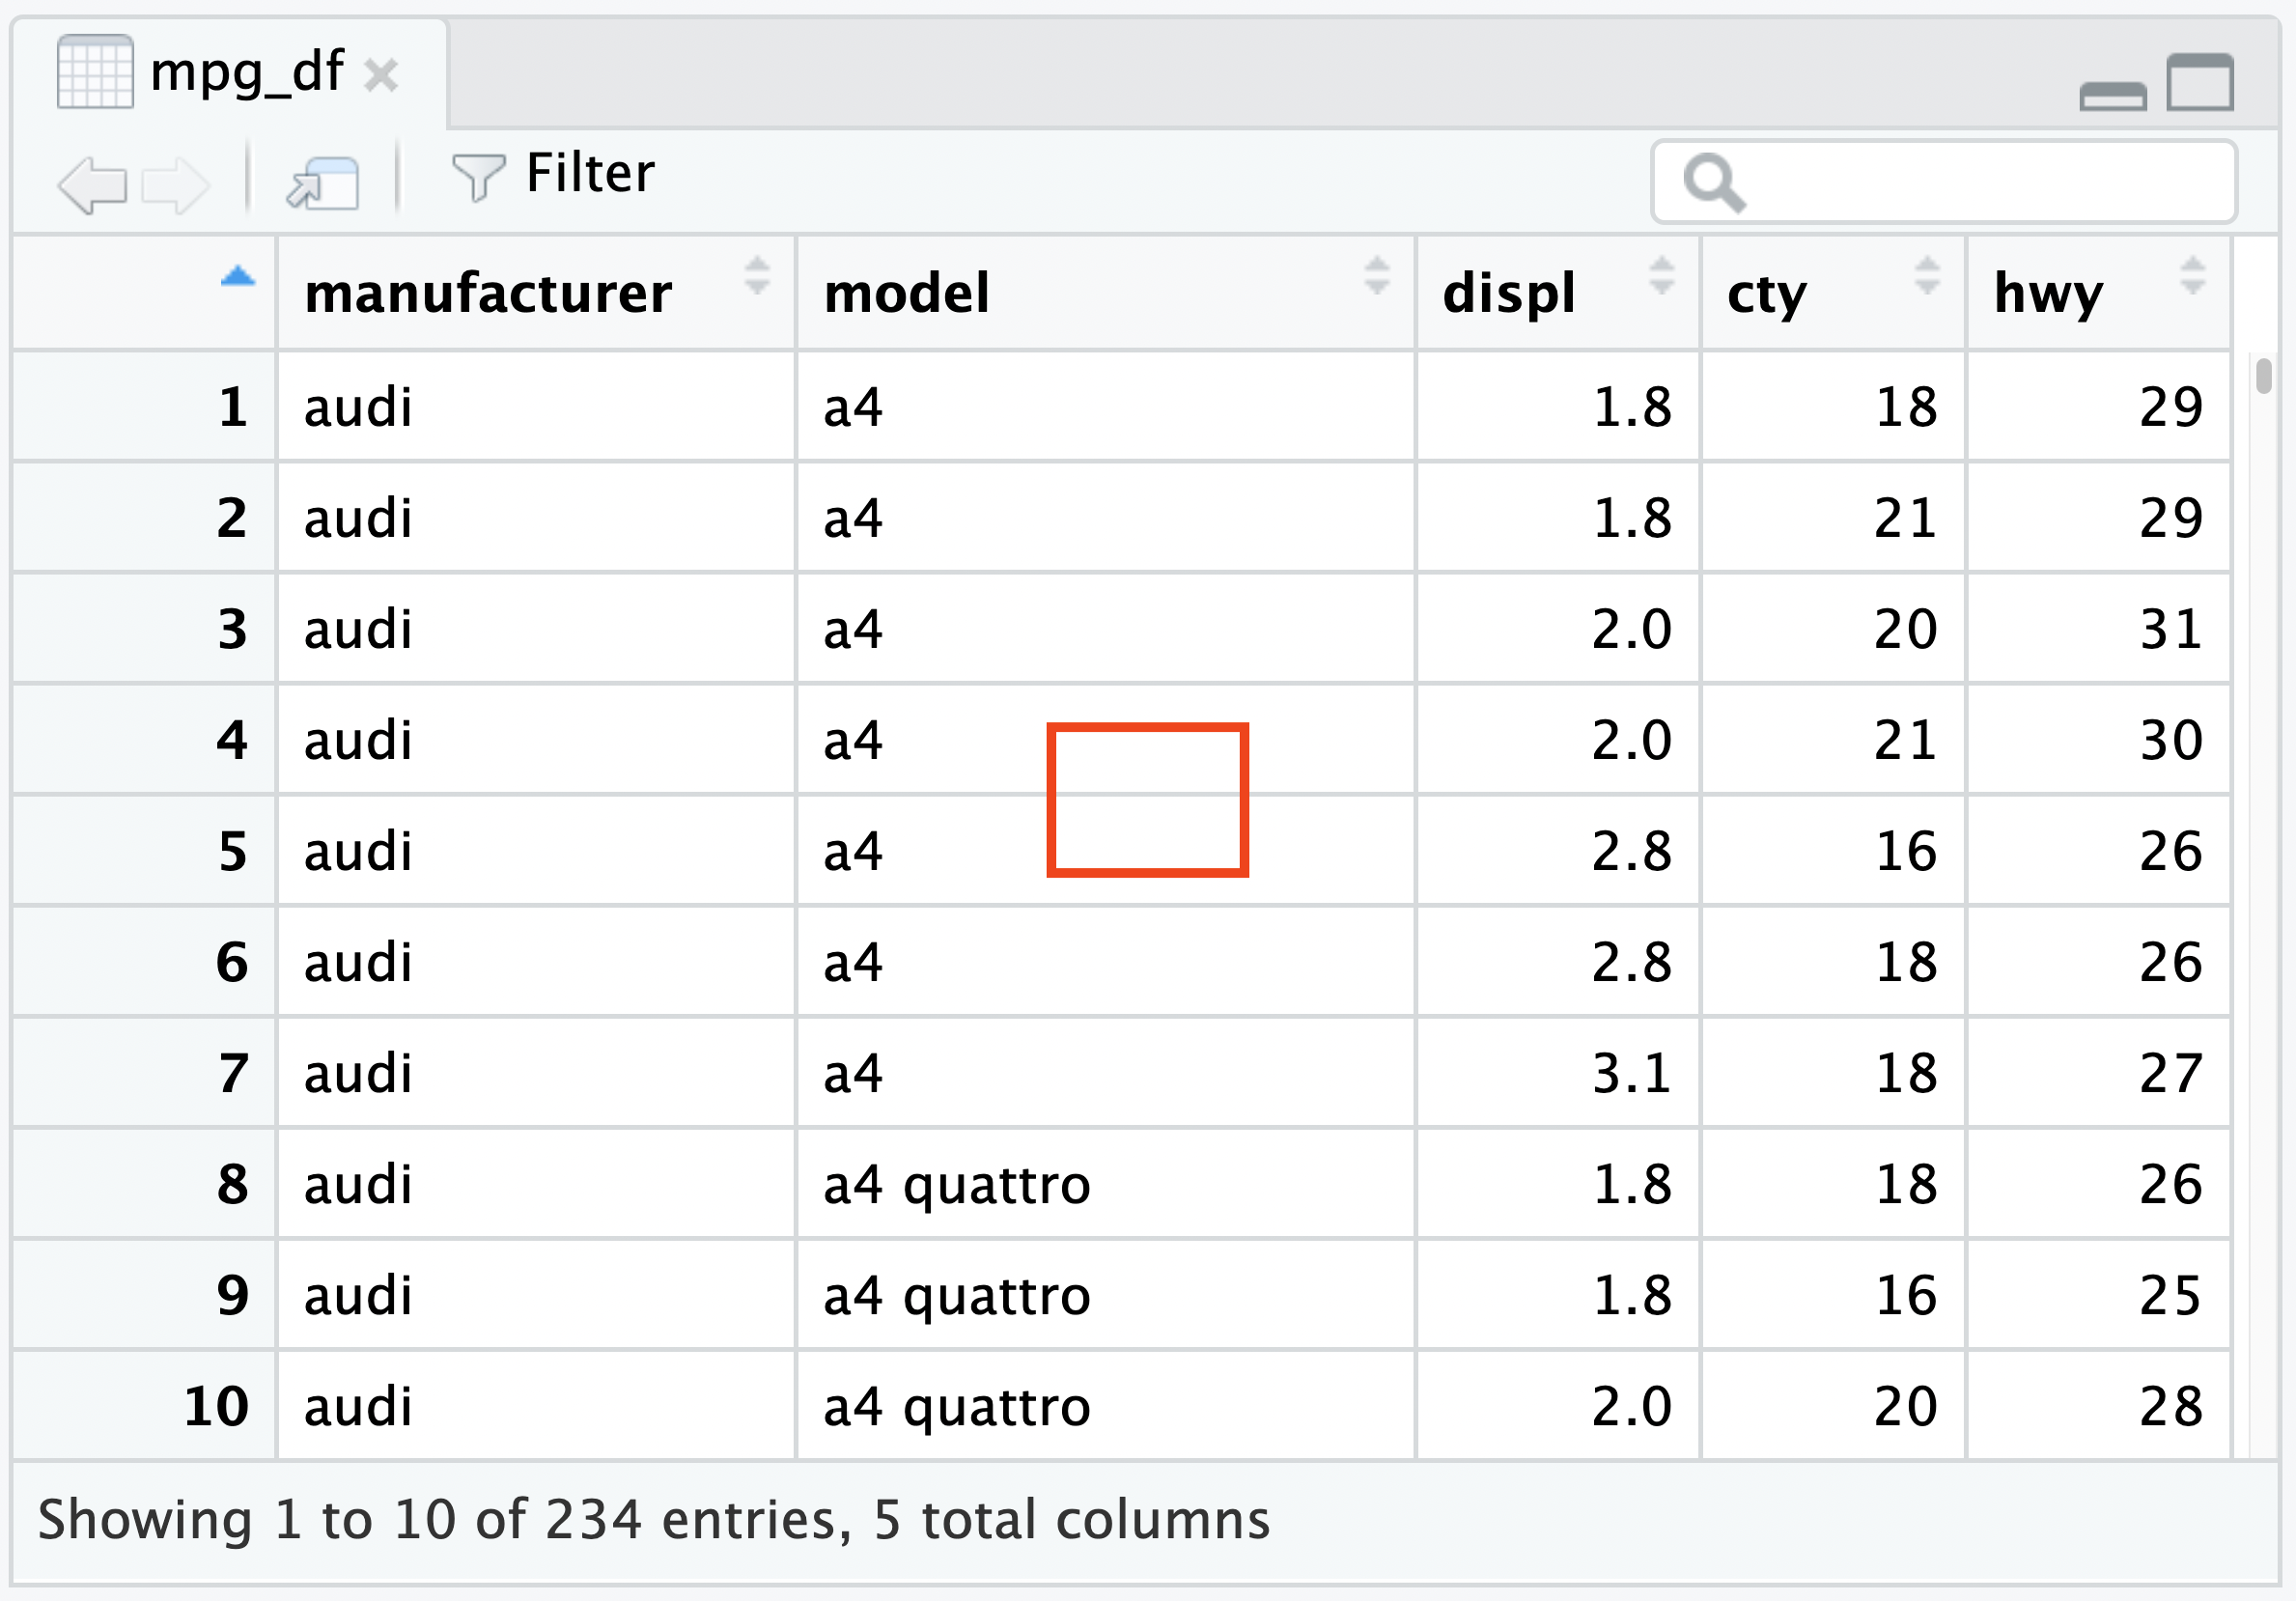 mpg_df
Filter
manufacturer model displ cty hwy
1 audi a4 1.8 18 29
2 audi a4 1.8 21 29
3 audi a4 2.0 20 31
4 audi a4 2.0 21 30
5 audi a4 2.8 16 26
6 audi a4 2.8 18 26
7 audi a4 3.1 18 27
8 audi a4 quattro 1.8 18 26
9 audi a4 quattro 1.8 16 25
10 audi a4 quattro 2.0 20 28
Showing 1 to 10 of 234 entries, 5 total columns